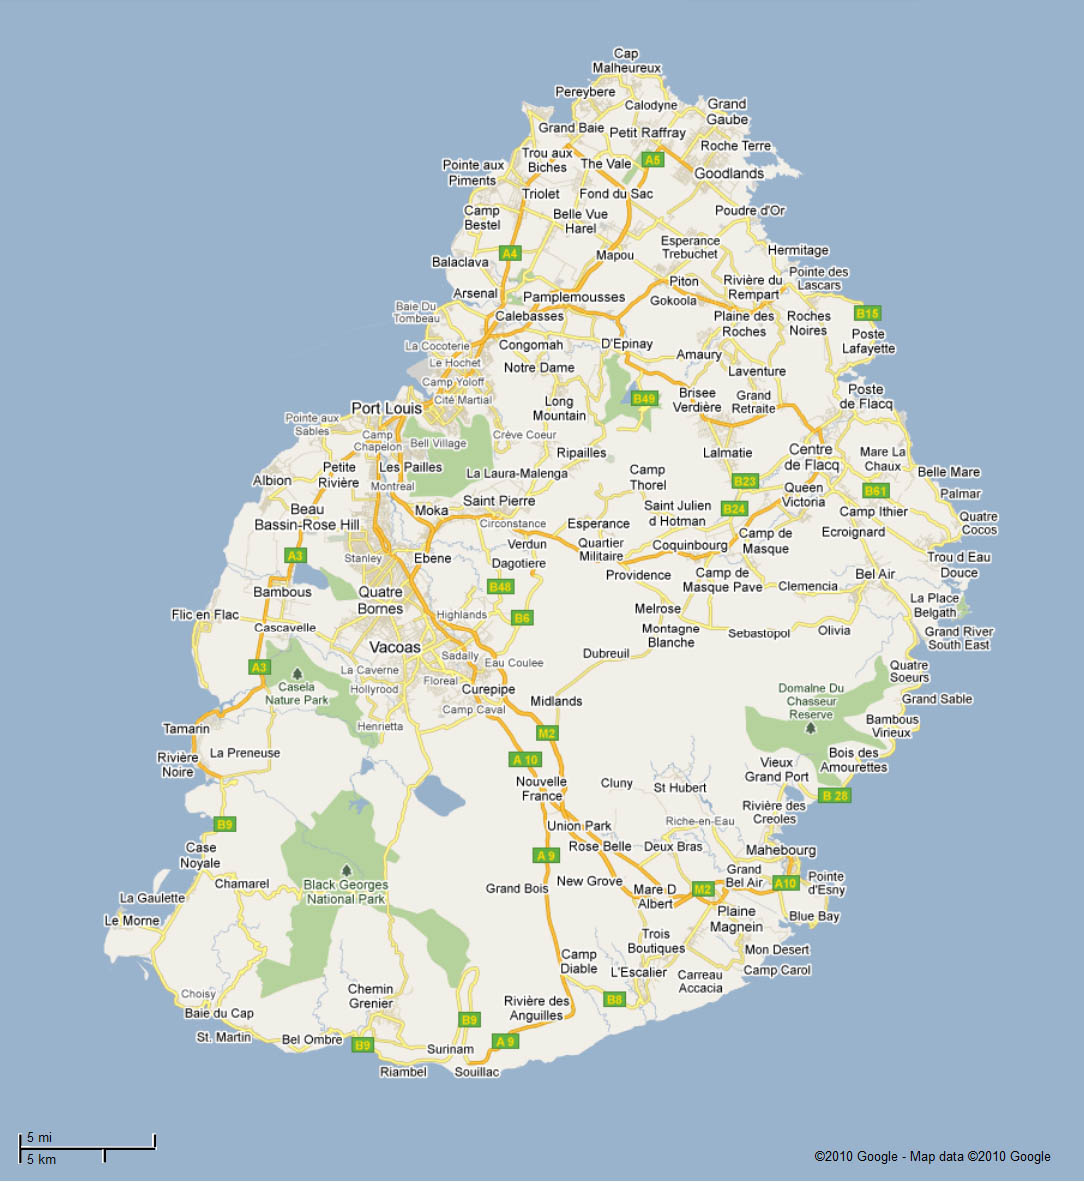 Cap
Malheureux
Pereybere
Calodyne
Grand
Gaube
Grand Baie
Petit Raffray
Roche Terre
Trou aux
Biches
The Vale
A5
Pointe aux
Piments
Goodlands
Triolet
Fond du Sac
Camp
Bestel
Belle Vue
Harel
Poudre d'Or
A4
Mapou
Esperance
Trebuchet
Hermitage
Balaclava
Pointe des
Lascars
Arsenal
Pamplemousses
Piton
Rivière du
Rempart
Gokoola
Baie Du
Tombeau
Calebasses
Plaine des
Roches
Roches
Noires
B15
Poste
Lafayette
La Cocoterie
Congomah
D'Epinay
Amaury
Le Hochet
Notre Dame
Laventure
Camp Yoloff
Cité Martial
B49
Brisee
Verdière
Grand
Retraite
Poste
de Flacq
Port Louis
Long
Mountain
Pointe aux
Sables
Camp
Chapelon
Bell Village
Crève Coeur
Ripailles
Lalmatie
Centre
de Flacq
Mare La
Chaux
Petite
Rivière
Les Pailles
La Laura-Malenga
Camp
Thorel
Belle Mare
Albion
Montreal
B23
Queen
Victoria
B61
Palmar
Beau
Bassin-Rose Hill
Moka
Saint Pierre
Saint Julien
d Hotman
B24
Camp Ithier
Quatre
Cocos
Circonstance
Esperance
Camp de
Masque
Ecroignard
A3
Stanley
Ebene
Verdun
Quartier
Militaire
Coquinbourg
Trou d Eau
Douce
Dagotiere
Providence
Camp de
Masque Pave
Clemencia
Bel Air
Bambous
Quatre
Bornes
B48
La Place
Belgath
Flic en Flac
Highlands
B6
Melrose
Cascavelle
Montagne
Blanche
Sebastopol
Olivia
Grand River
South East
Vacoas
Sadally
Eau Coulee
Dubreuil
A3
La Caverne
Quatre
Soeurs
Casela
Nature Park
Floreal
Hollyrood
Curepipe
Midlands
Domaine Du
Chasseur
Reserve
Grand Sable
Camp Caval
Tamarin
Henrietta
M2
Bambous
Virieux
Rivière
Noire
La Preneuse
A 10
Vieux
Grand Port
Bois des
Amourettes
Nouvelle
France
Cluny
St Hubert
B 28
B9
Union Park
Riche-en-Eau
Rivière des
Creoles
Case
Noyale
A 9
Rose Belle
Deux Bras
Mahebourg
Chamarel
Black Georges
National Park
Grand Bois
New Grove
Mare D
Albert
M2
Grand
Bel Air
A10
Pointe
d'Esny
La Gaulette
Le Morne
Plaine
Magnein
Blue Bay
Trois
Boutiques
Mon Desert
Camp
Diable
L'Escalier
Carreau
Accacia
Camp Carol
Choisy
Chemin
Grenier
Rivière des
Anguilles
B8
Baie du Cap
B9
St. Martin
Bel Ombre
B9
Surinam
A 9
Riambel
Souillac
5 mi
5 km
©2010 Google - Map data ©2010 Google